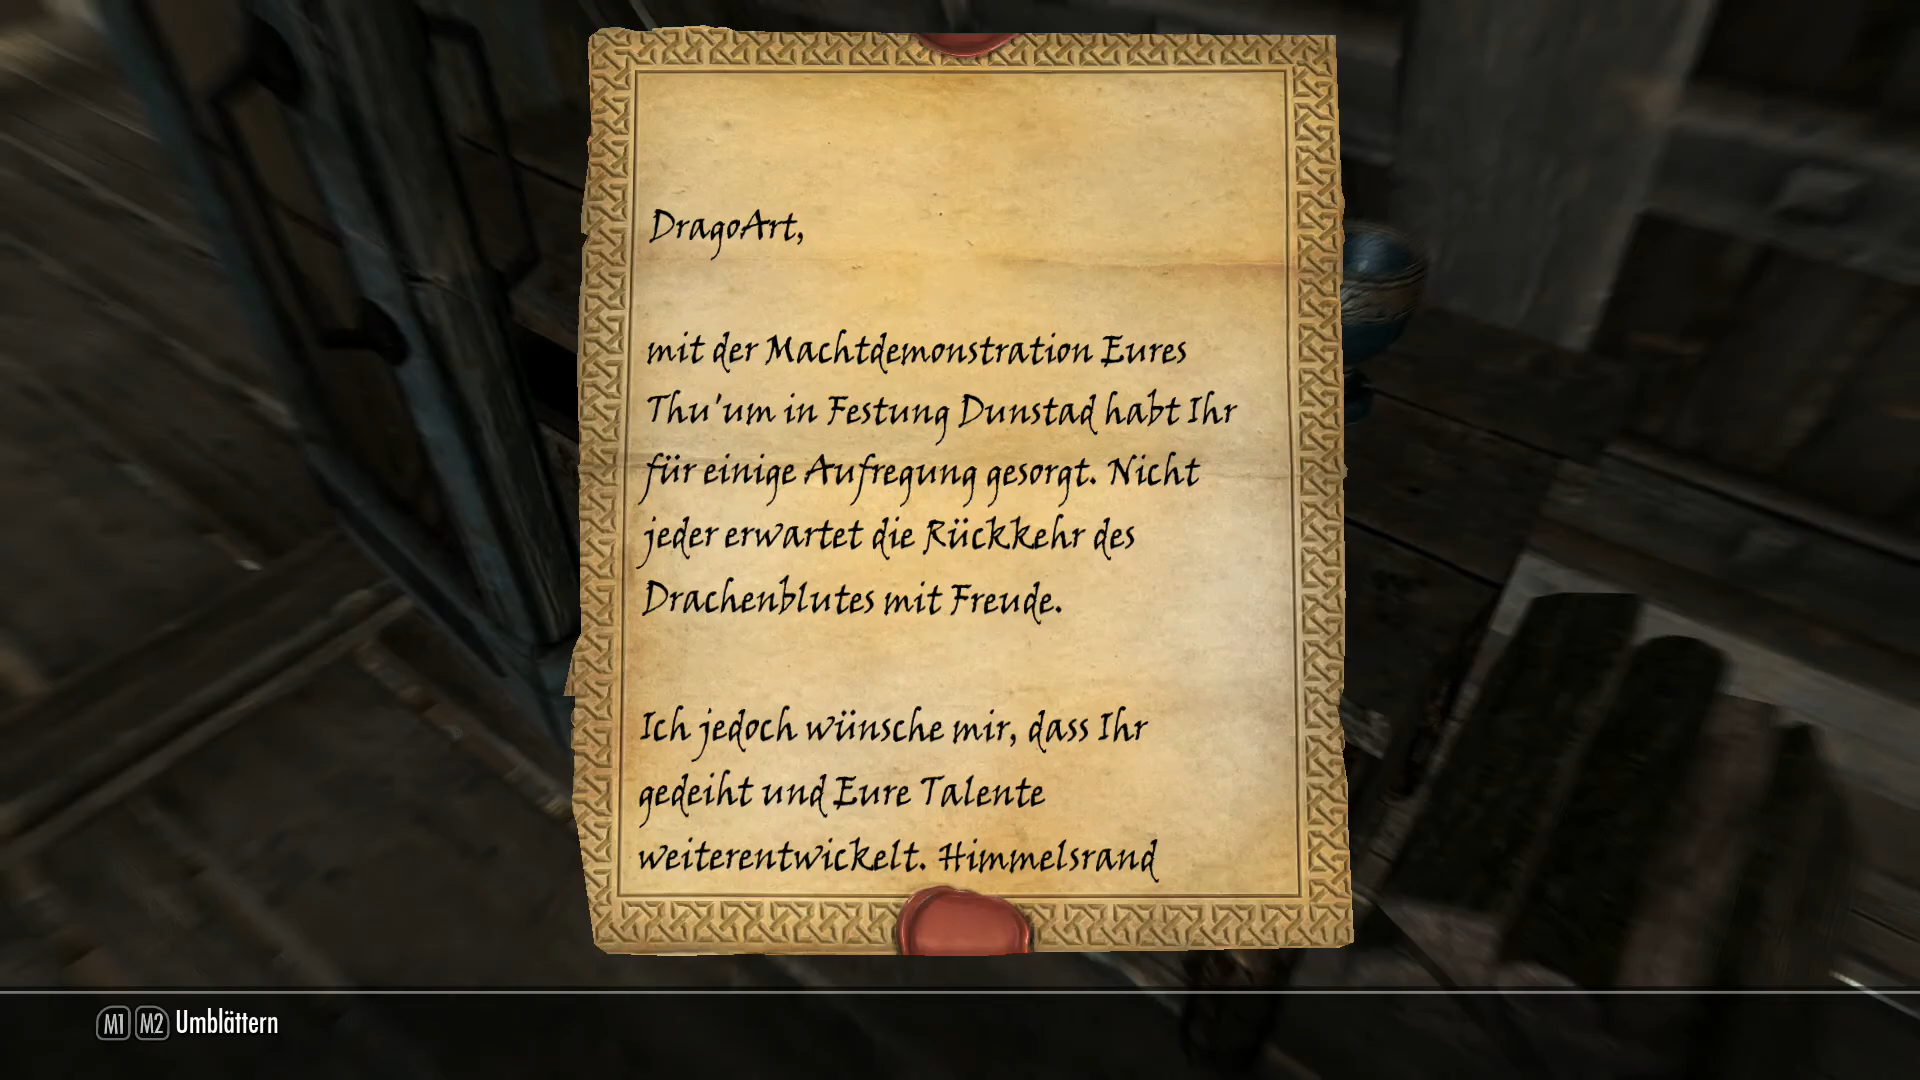 DragoArt,
mit der Machtdemonstration Eures
Thu'um in Festung Dunstad habt Ihr
für einige Aufregung gesorgt. Nicht
jeder erwartet die Rückkehr des
Drachenblutes mit Freude.
Ich jedoch wünsche mir, dass Ihr
gedeiht und Eure Talente
weiterentwickelt. Himmelsrand
M1 M2 Umblättern